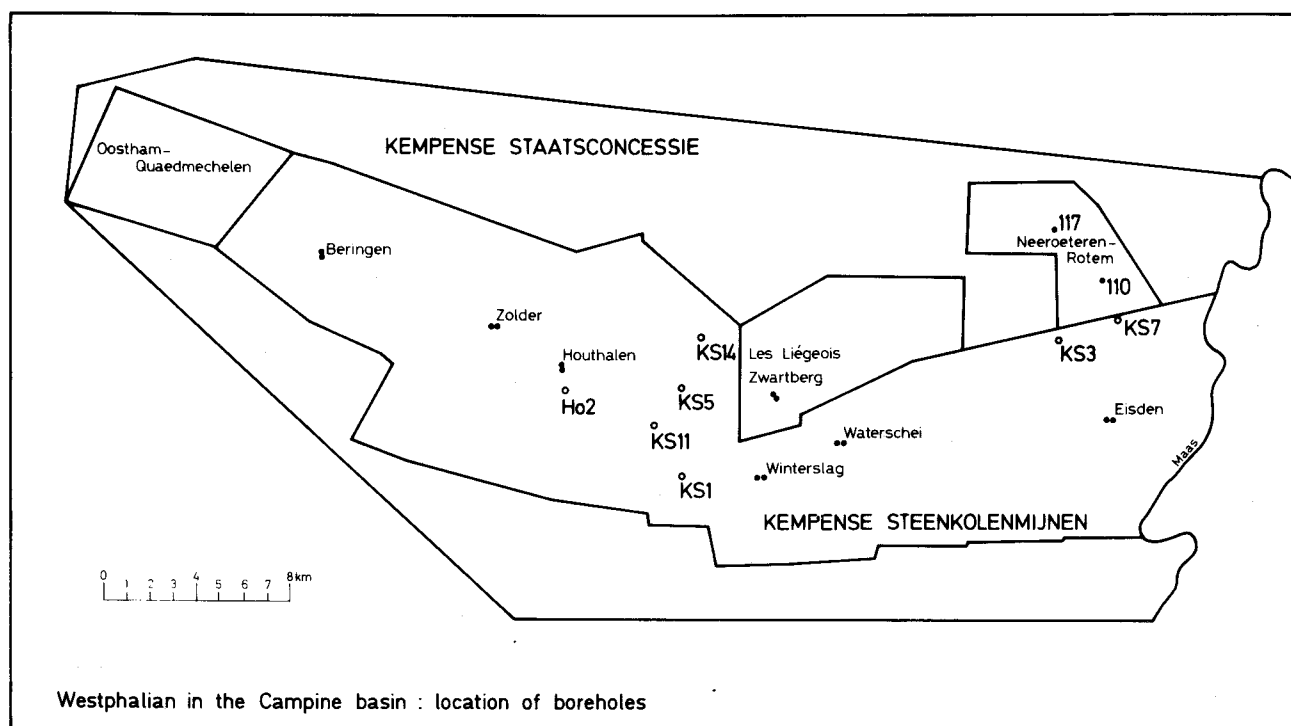 KEMPENSE STAATSCONCESSIE
Oostham-
Quaedmechelen
Beringen
117
Neeroeteren-
Rotem
110
Zolder
KS7
KS14
KS3
Houthalen
Les Liégeois
Zwartberg
Ho2
KS5
Eisden
KS11
Waterschei
Maas
KS1
Winterslag
KEMPENSE STEENKOLENMIJNEN
0 1 2 3 4 5 6 7 8 km
Westphalian in the Campine basin : location of boreholes